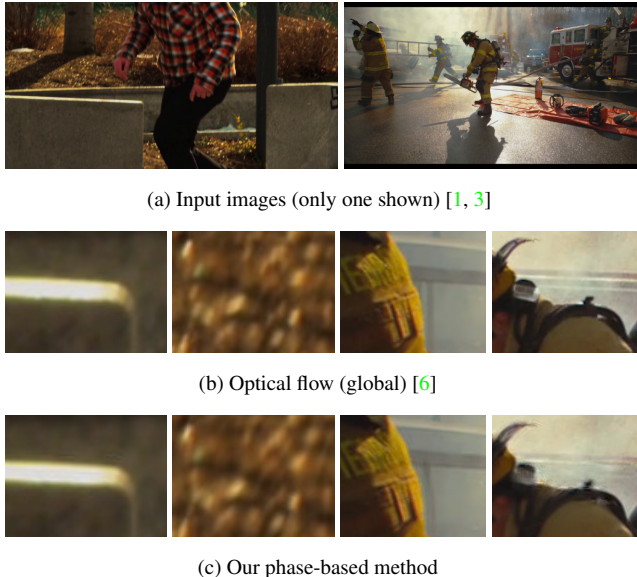 (a) Input images (only one shown) [1, 3]
(b) Optical flow (global) [6]
(c) Our phase-based method